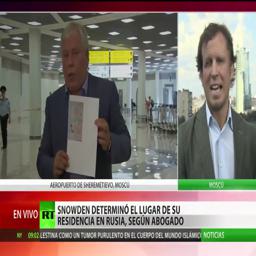 AEROPUERTO DE SHEREMETIEVO, MOSCÚ
MOSCÚ
EN VIVO
RT
SNOWDEN DETERMINÓ EL LUGAR DE SU
RESIDENCIA EN RUSIA, SEGÚN ABOGADO
NY 09:02 LESTINA COMO UN TUMOR PURULENTO EN EL CUERPO DEL MUNDO ISLÁMICO
NOTICIAS